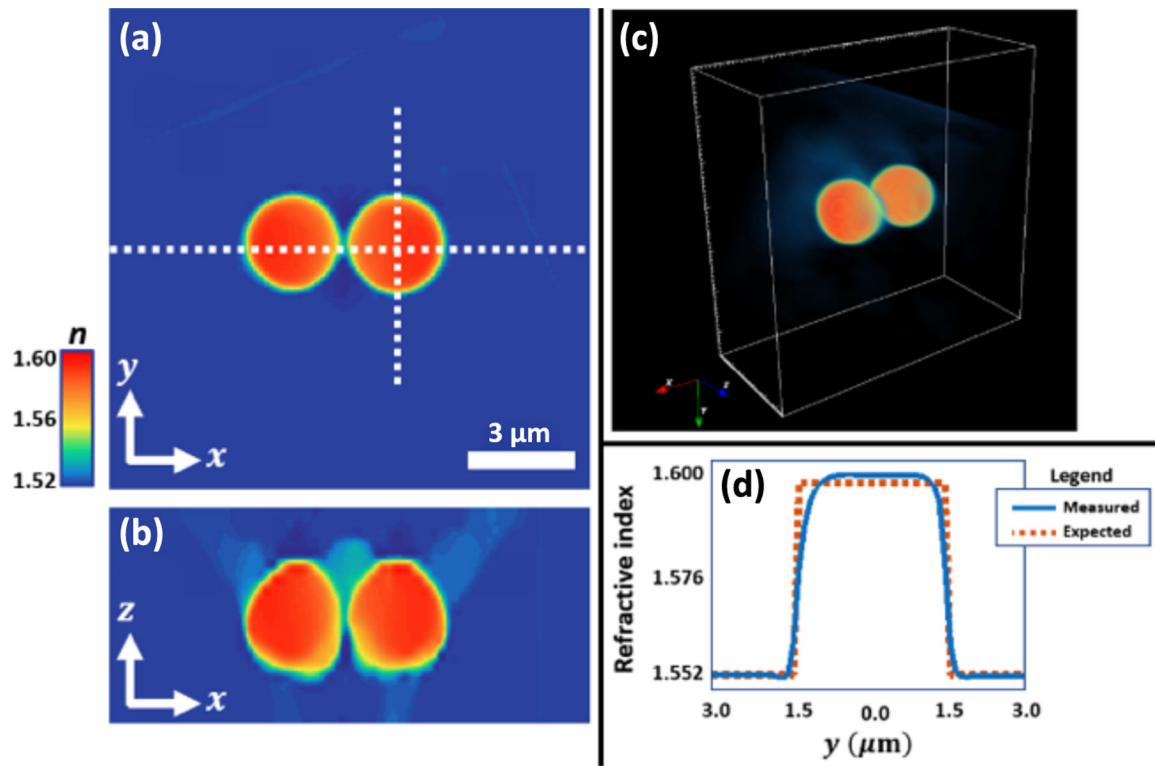 (a)
n
1.60
1.56
1.52
y
x
3 μm
(b)
z
x
(c)
X
Z
Y
(d)
Legend
Measured
Expected
Refractive index
1.600
1.576
1.552
3.0 1.5 0.0 1.5 3.0
y (μm)